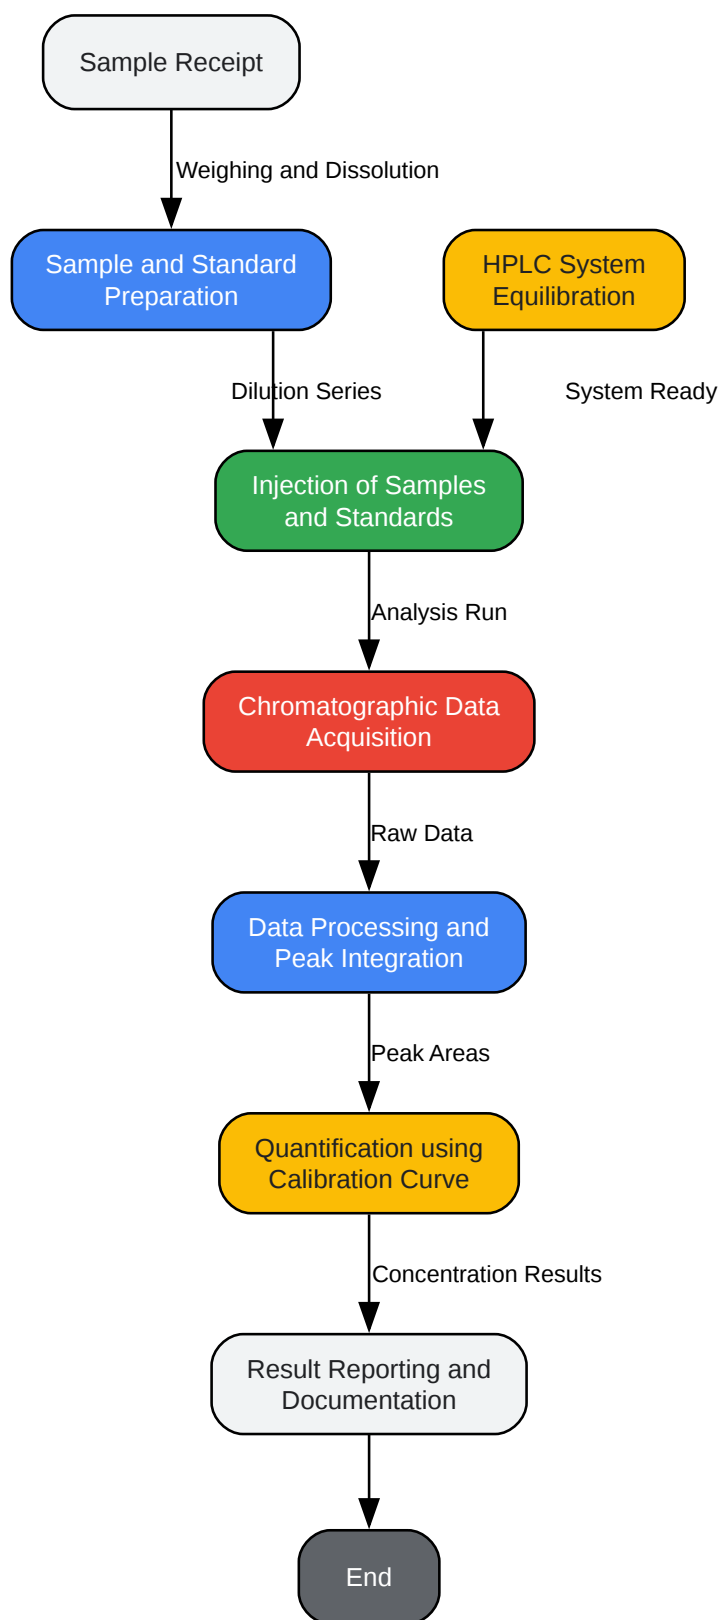 Sample Receipt
Weighing and Dissolution
Sample and Standard
Preparation
HPLC System
Equilibration
Dilution Series
System Ready
Injection of Samples
and Standards
Analysis Run
Chromatographic Data
Acquisition
Raw Data
Data Processing and
Peak Integration
Peak Areas
Quantification using
Calibration Curve
Concentration Results
Result Reporting and
Documentation
End